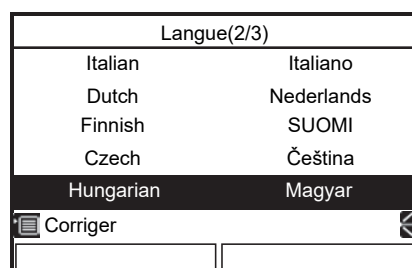 Langue(2/3)
Italian Italiano
Dutch Nederlands
Finnish SUOMI
Czech Čeština
Hungarian Magyar
Corriger